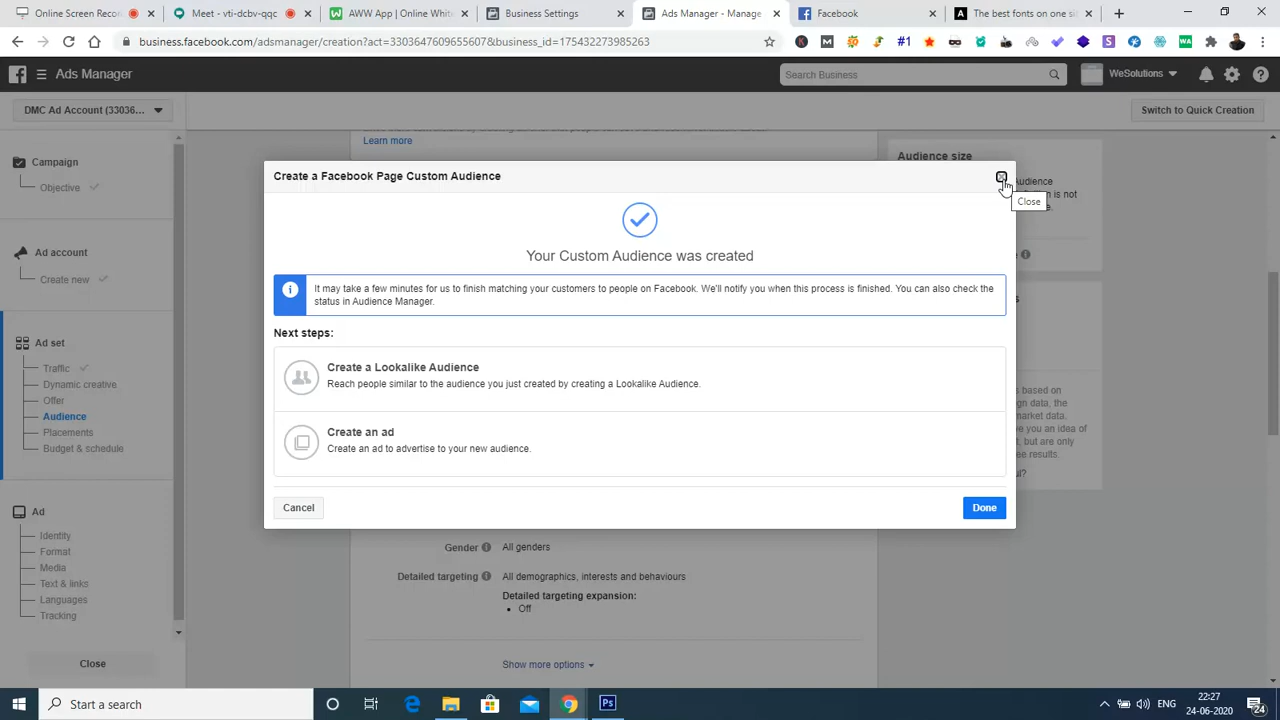 Online Screen Reco
Meet - vti-dcbv-qqc
AWW App | Online White
Business Settings
Ads Manager - Manage
Facebook
The best fonts on one si
business.facebook.com/adsmanager/creation?act=3303647609655607&business_id=175432273985263
#1
Ads Manager
Search Business
WeSolutions
DMC Ad Account (33036...
Switch to Quick Creation
Campaign
Objective
Ad account
Create new
Ad set
Traffic
Dynamic creative
Offer
Audience
Placements
Budget & schedule
Ad
Identity
Format
Media
Text & links
Languages
Tracking
Close
Learn more
Audience size
Audience
tion is not
e.
Create a Facebook Page Custom Audience
Close
Your Custom Audience was created
It may take a few minutes for us to finish matching your customers to people on Facebook. We'll notify you when this process is finished. You can also check the
status in Audience Manager.
Next steps:
Create a Lookalike Audience
Reach people similar to the audience you just created by creating a Lookalike Audience.
Create an ad
Create an ad to advertise to your new audience.
Cancel
Done
s
s based on
ign data, the
market data.
ve you an idea of
t, but are only
ee results.
ul?
Gender
All genders
Detailed targeting
All demographics, interests and behaviours
Detailed targeting expansion:
• Off
Show more options
Start a search
Ps
ENG
22:27
24-06-2020
24